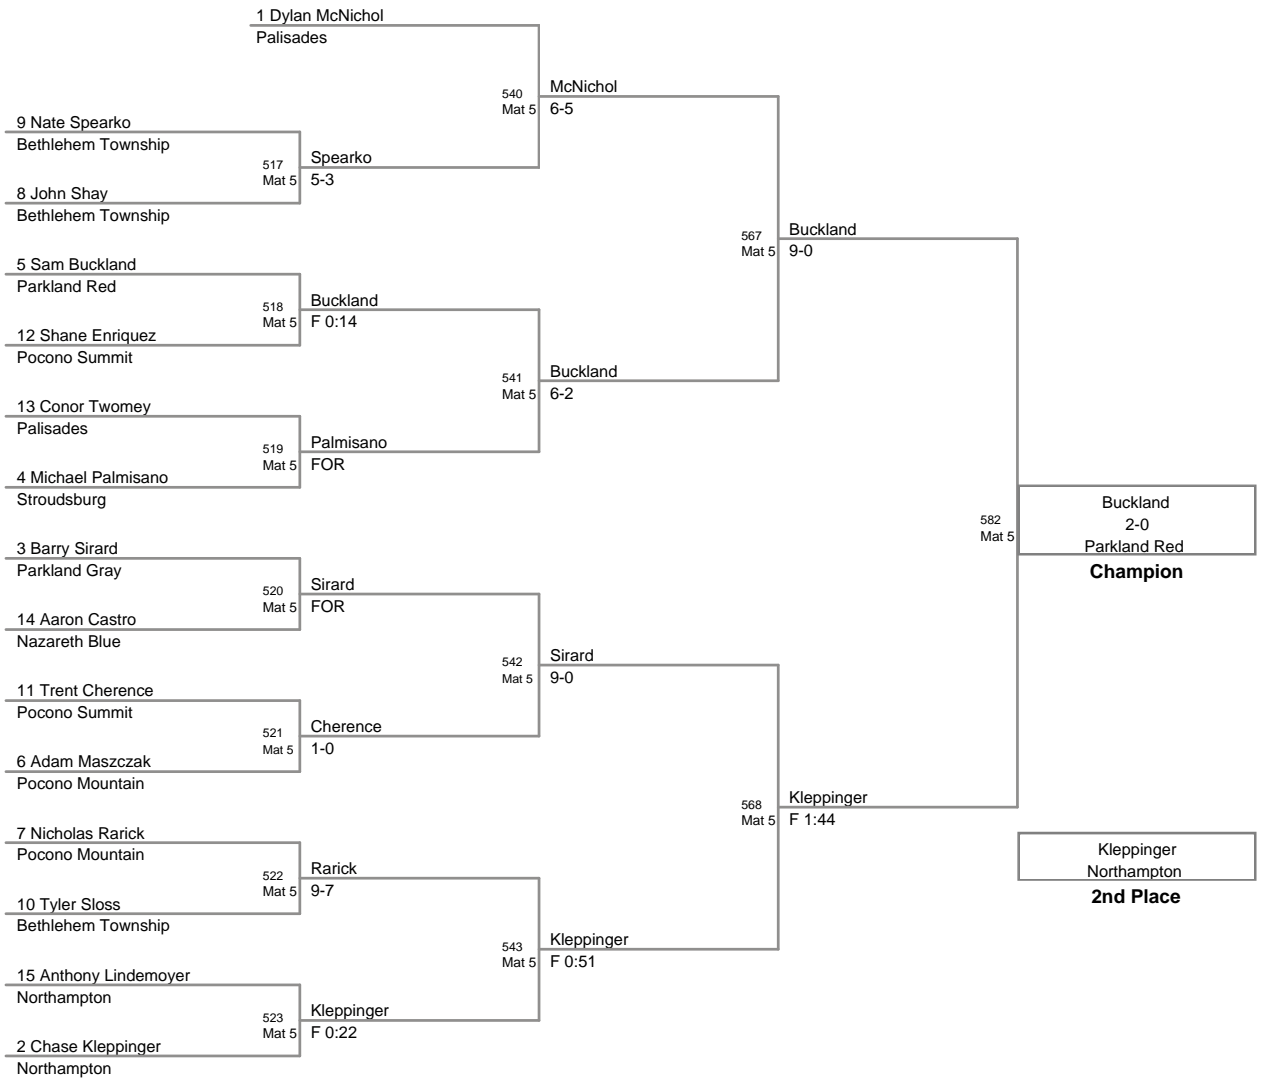 1 Dylan McNichol
Palisades
540
Mat 5
McNichol
6-5
9 Nate Spearko
Bethlehem Township
517
Mat 5
Spearko
5-3
8 John Shay
Bethlehem Township
567
Mat 5
Buckland
9-0
5 Sam Buckland
Parkland Red
518
Mat 5
Buckland
F 0:14
12 Shane Enriquez
Pocono Summit
541
Mat 5
Buckland
6-2
13 Conor Twomey
Palisades
519
Mat 5
Palmisano
FOR
4 Michael Palmisano
Stroudsburg
582
Mat 5
Buckland
2-0
Parkland Red
Champion
3 Barry Sirard
Parkland Gray
520
Mat 5
Sirard
FOR
14 Aaron Castro
Nazareth Blue
542
Mat 5
Sirard
9-0
11 Trent Cherence
Pocono Summit
521
Mat 5
Cherence
1-0
6 Adam Maszczak
Pocono Mountain
568
Mat 5
Kleppinger
F 1:44
7 Nicholas Rarick
Pocono Mountain
Kleppinger
Northampton
2nd Place
522
Mat 5
Rarick
9-7
10 Tyler Sloss
Bethlehem Township
543
Mat 5
Kleppinger
F 0:51
15 Anthony Lindemoyer
Northampton
523
Mat 5
Kleppinger
F 0:22
2 Chase Kleppinger
Northampton